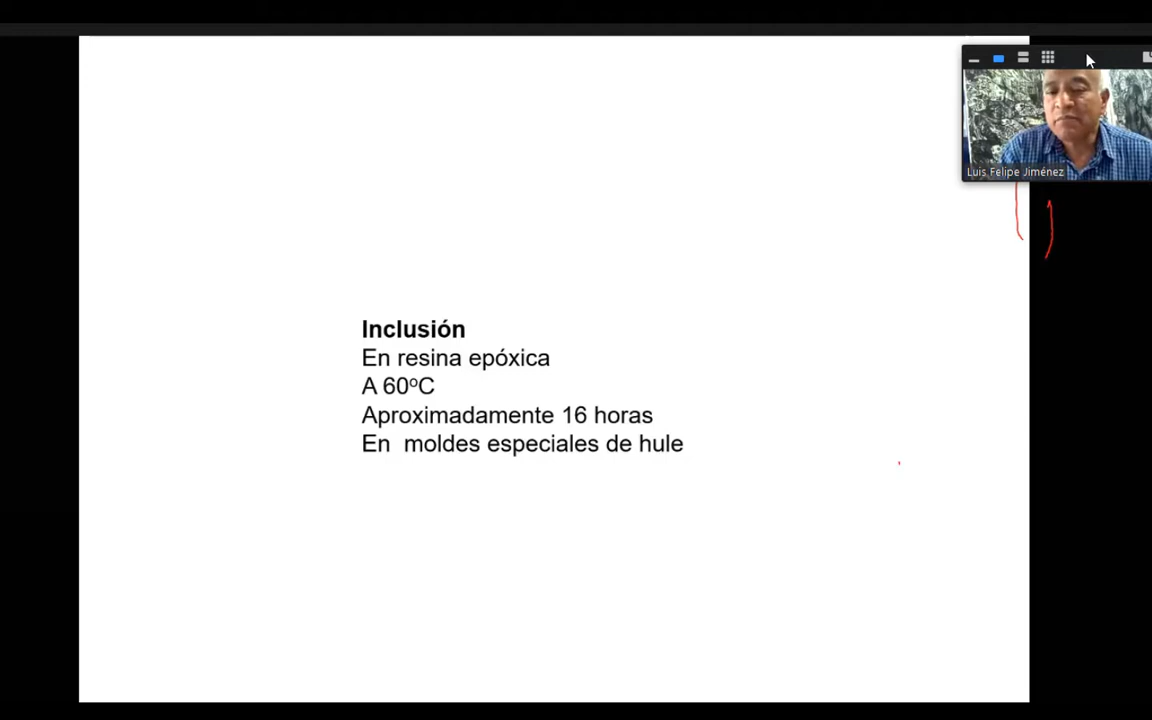 Luis Felipe Jiménez
Inclusión
En resina epóxica
A 60ºC
Aproximadamente 16 horas
En  moldes especiales de hule